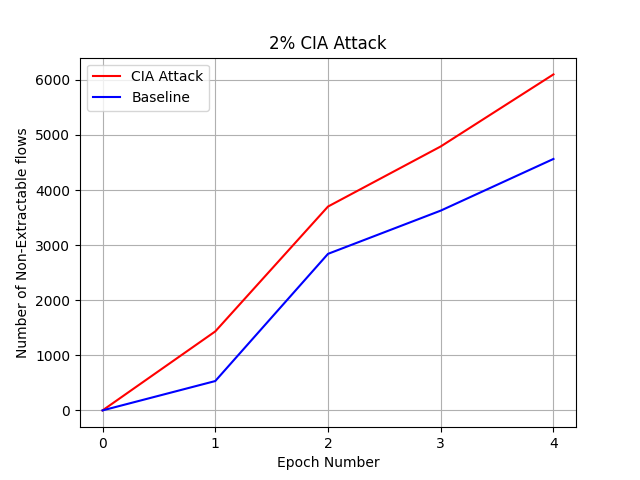 2% CIA Attack
CIA Attack
Baseline
Number of Non-Extractable flows
6000
5000
4000
3000
2000
1000
0
0 1 2 3 4
Epoch Number